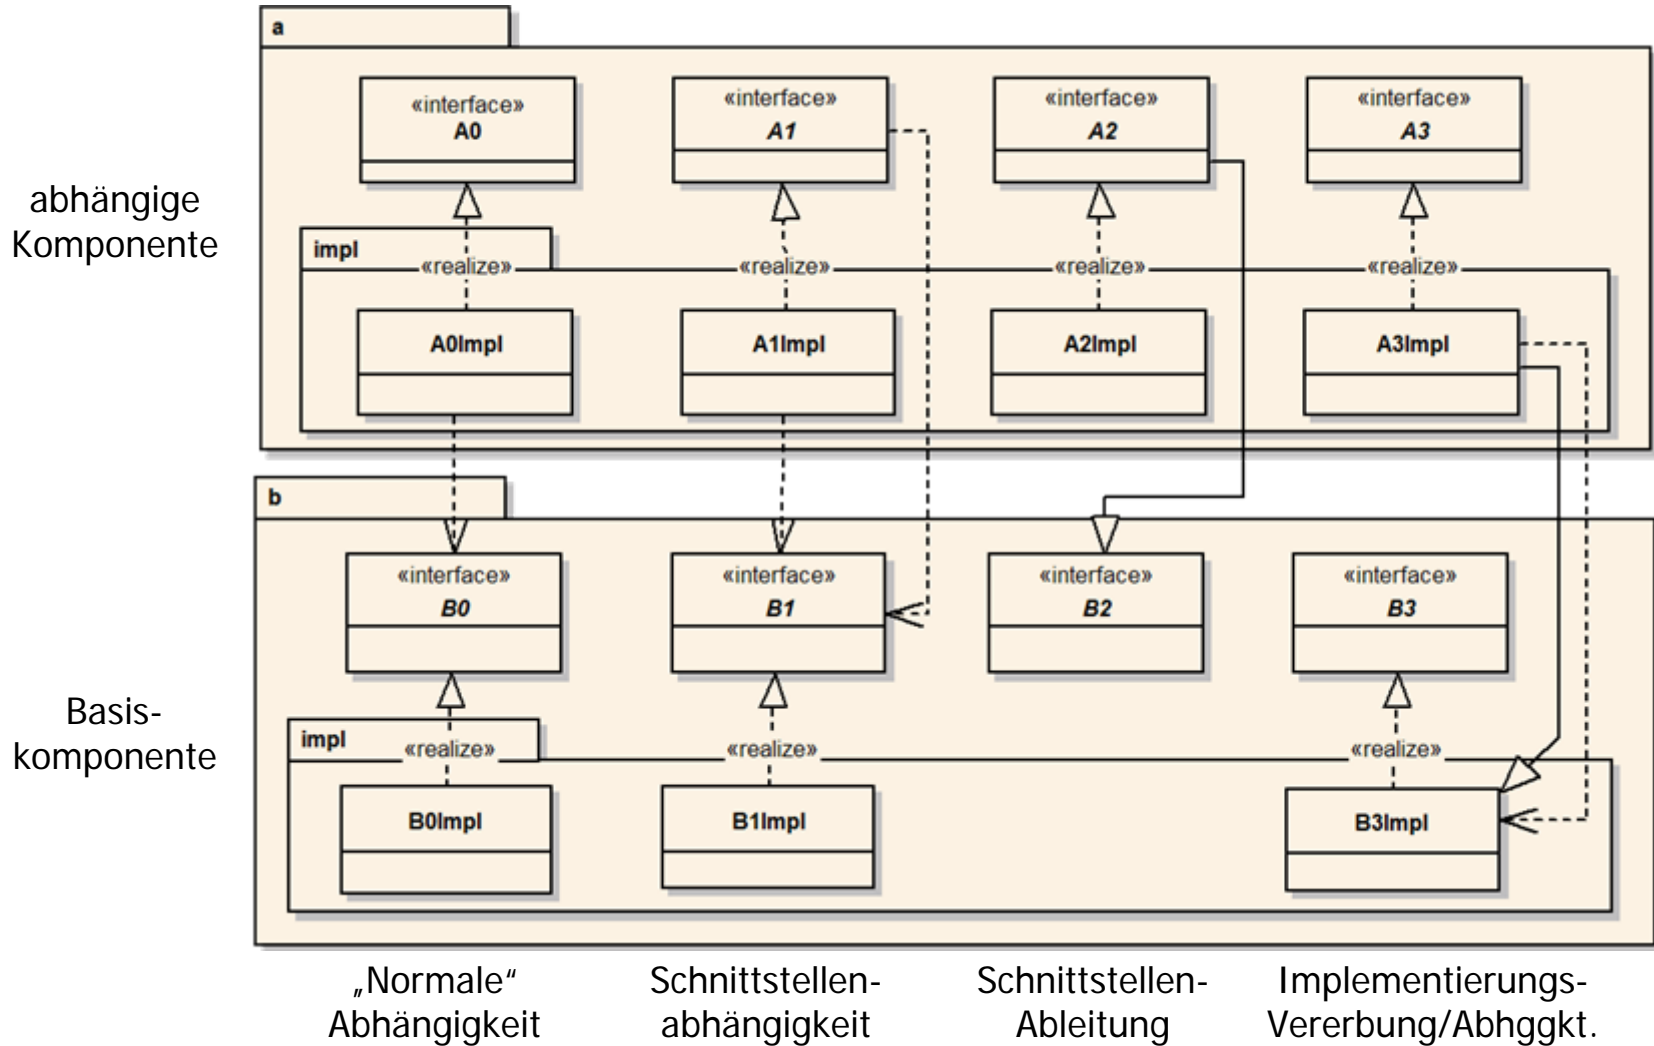 a
«interface»
A0
«interface»
A1
«interface»
A2
«interface»
A3
abhängige
Komponente
impl
«realize»
«realize»
«realize»
«realize»
A0Impl
A1Impl
A2Impl
A3Impl
b
«interface»
B0
«interface»
B1
«interface»
B2
«interface»
B3
Basis-
komponente
impl
«realize»
«realize»
«realize»
B0Impl
B1Impl
B3Impl
„Normale“
Abhängigkeit
Schnittstellen-
abhängigkeit
Schnittstellen-
Ableitung
Implementierungs-
Vererbung/Abhggkt.